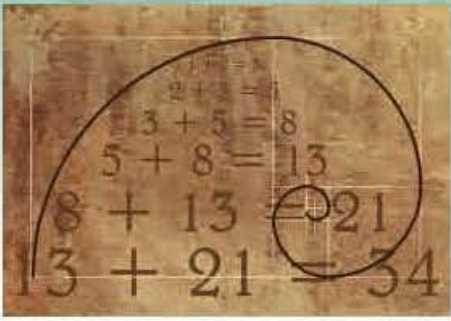 3 + 5 = 8
5 + 8 = 13
8 + 13 = 21
13 + 21 = 34